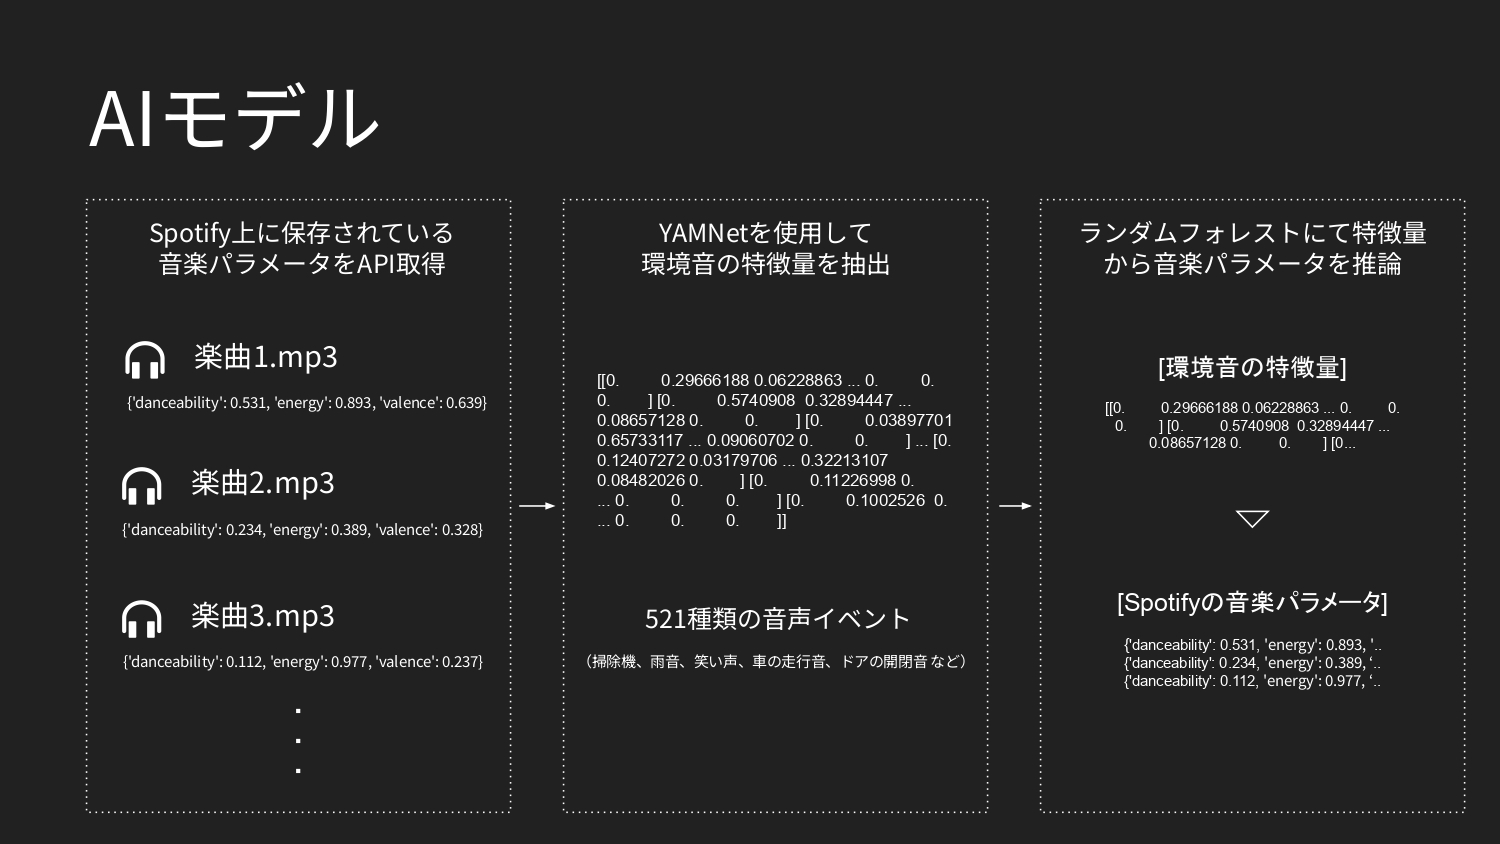 AIモデル
Spotify上に保存されている
音楽パラメータをAPI取得
楽曲1.mp3
{'danceability': 0.531, 'energy': 0.893, 'valence': 0.639}
楽曲2.mp3
{'danceability': 0.234, 'energy': 0.389, 'valence': 0.328}
楽曲3.mp3
{'danceability': 0.112, 'energy': 0.977, 'valence': 0.237}
.
.
.
YAMNetを使用して
環境音の特徴量を抽出
[[0. 0.29666188 0.06228863 ... 0. 0.
0. ] [0. 0.5740908 0.32894447 ...
0.08657128 0. 0. ] [0. 0.03897701
0.65733117 ... 0.09060702 0. 0. ] ... [0.
0.12407272 0.03179706 ... 0.32213107
0.08482026 0. ] [0. 0.11226998 0.
... 0. 0. 0. ] [0. 0.1002526 0.
... 0. 0. 0. ]]
521種類の音声イベント
（掃除機、雨音、笑い声、車の走行音、ドアの開閉音 など）
ランダムフォレストにて特徴量
から音楽パラメータを推論
[環境音の特徴量]
[[0. 0.29666188 0.06228863 ... 0. 0.
0. ] [0. 0.5740908 0.32894447 ...
0.08657128 0. 0. ] [0...
[Spotifyの音楽パラメータ]
{'danceability': 0.531, 'energy': 0.893, '..
{'danceability': 0.234, 'energy': 0.389, ‘..
{'danceability': 0.112, 'energy': 0.977, ‘..